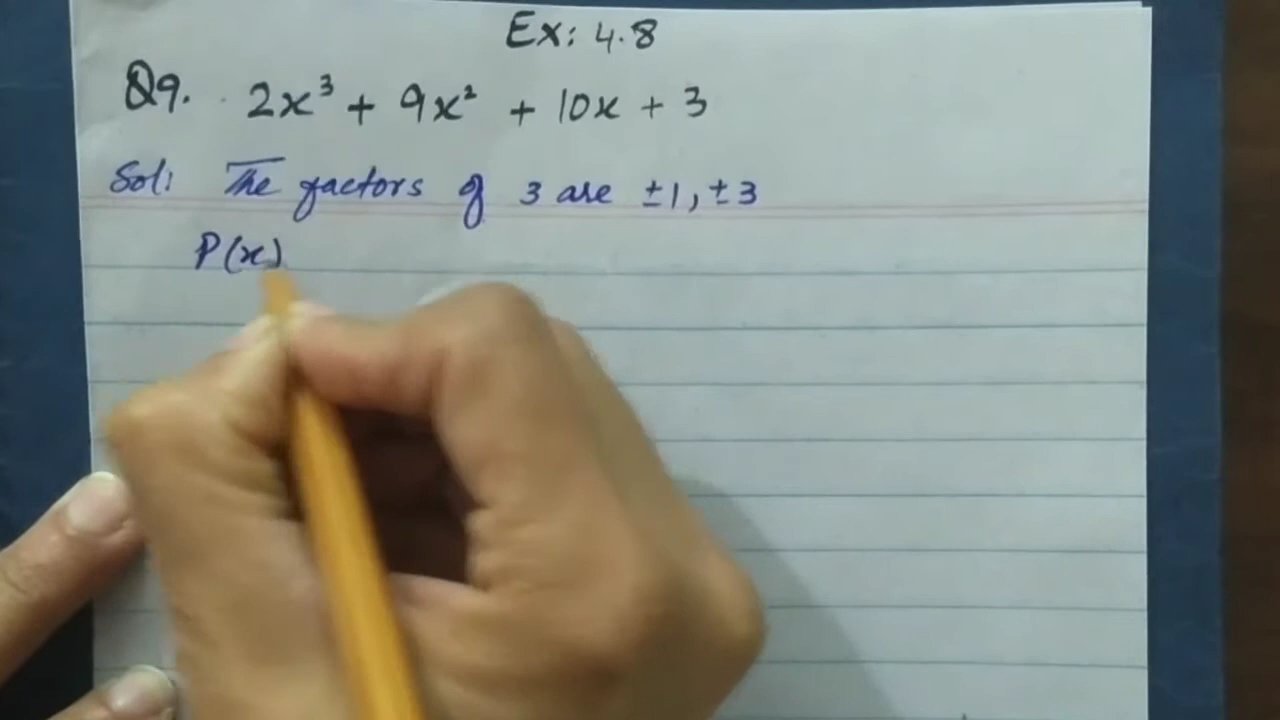 Ex: 4.8
Q9. 2x³ + 9x² + 10x + 3
Sol: The factors of 3 are ±1, ±3
P(x)